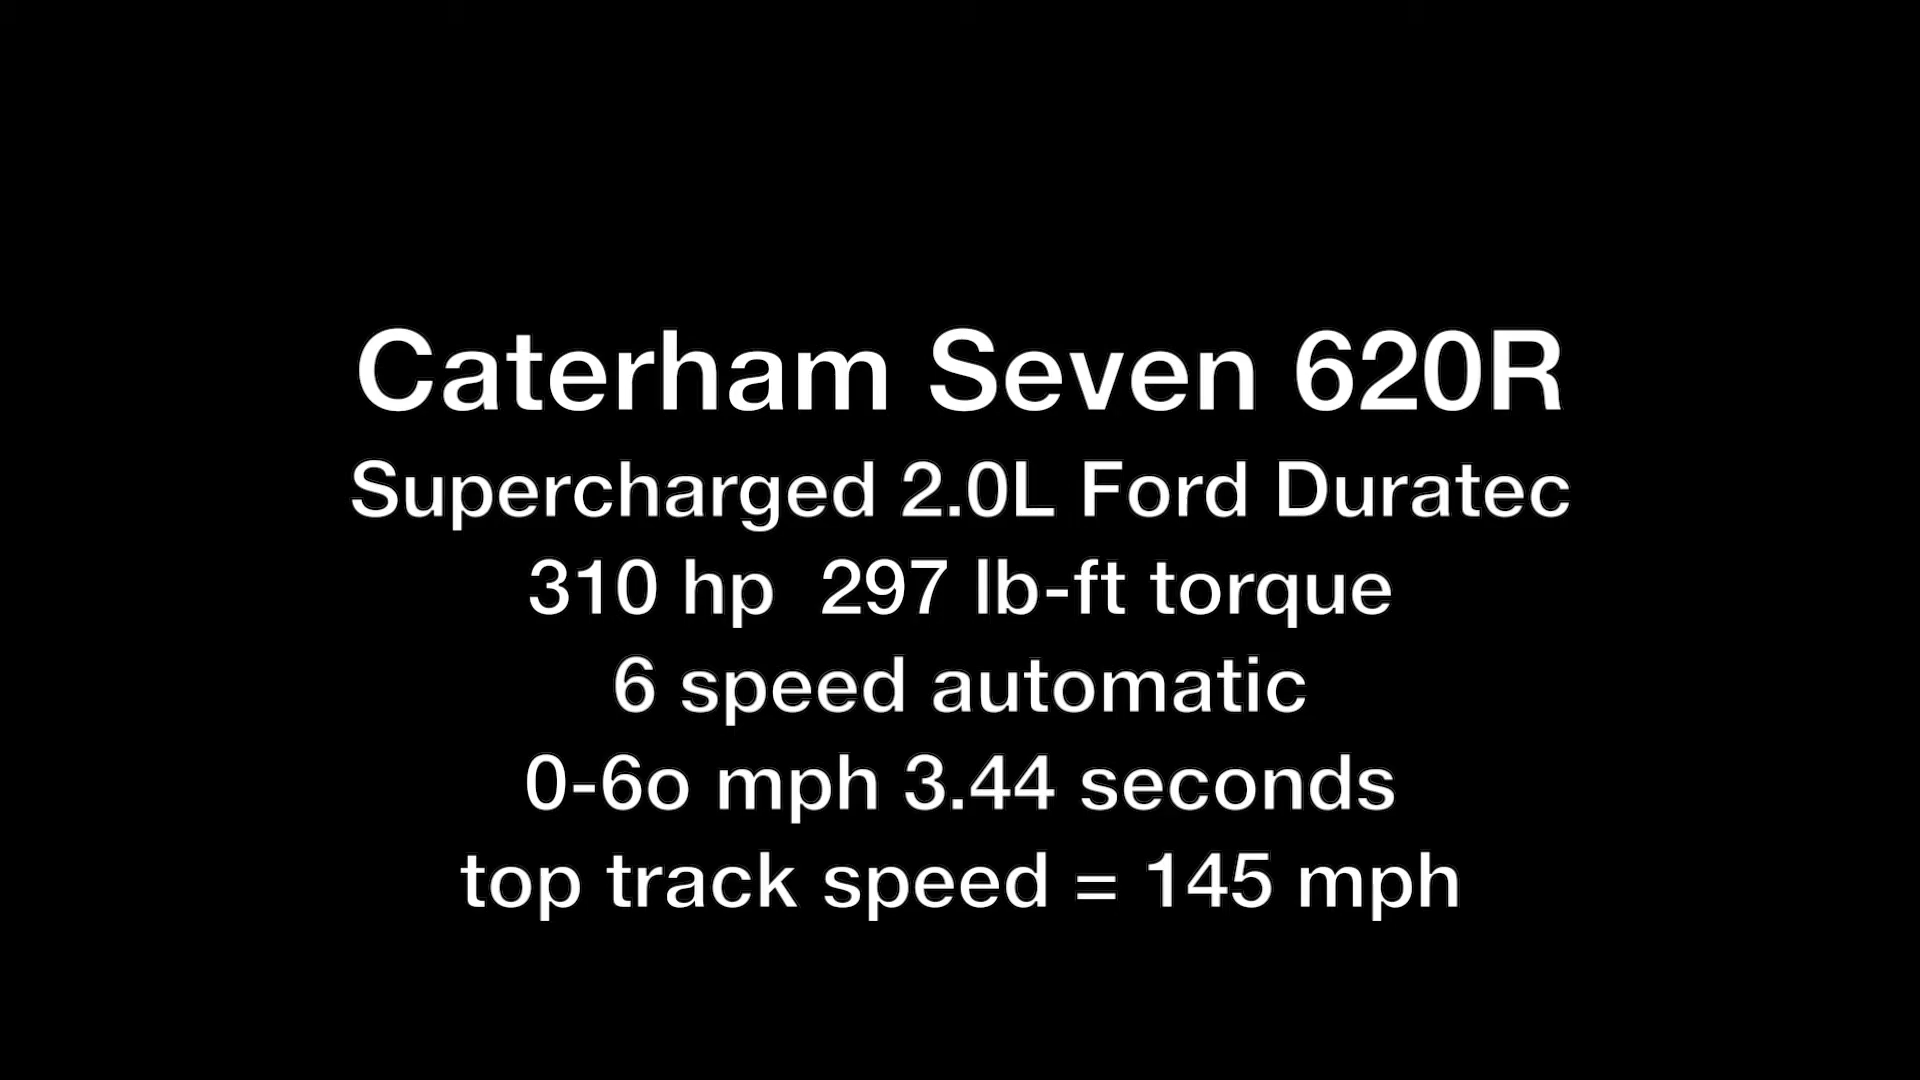 Caterham Seven 620R
Supercharged 2.0L Ford Duratec
310 hp  297 lb-ft torque
6 speed automatic
0-6o mph 3.44 seconds
top track speed = 145 mph